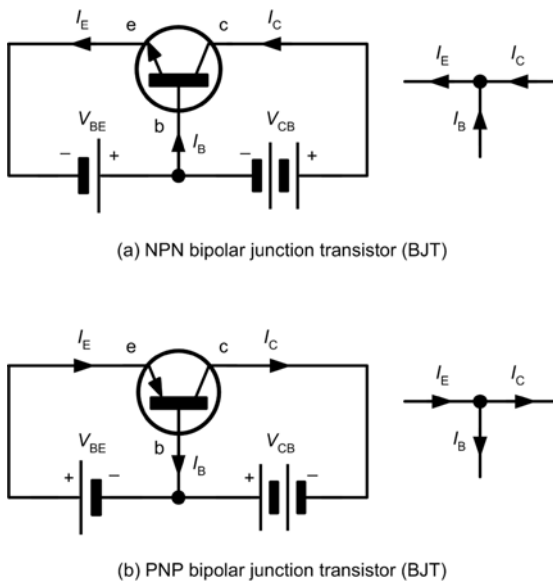 I_E e c I_C
I_E I_C
V_BE V_CB
I_B
− + b I_B − +
(a) NPN bipolar junction transistor (BJT)
I_E e c I_C
I_E I_C
V_BE b V_CB
I_B
+ − I_B + −
(b) PNP bipolar junction transistor (BJT)